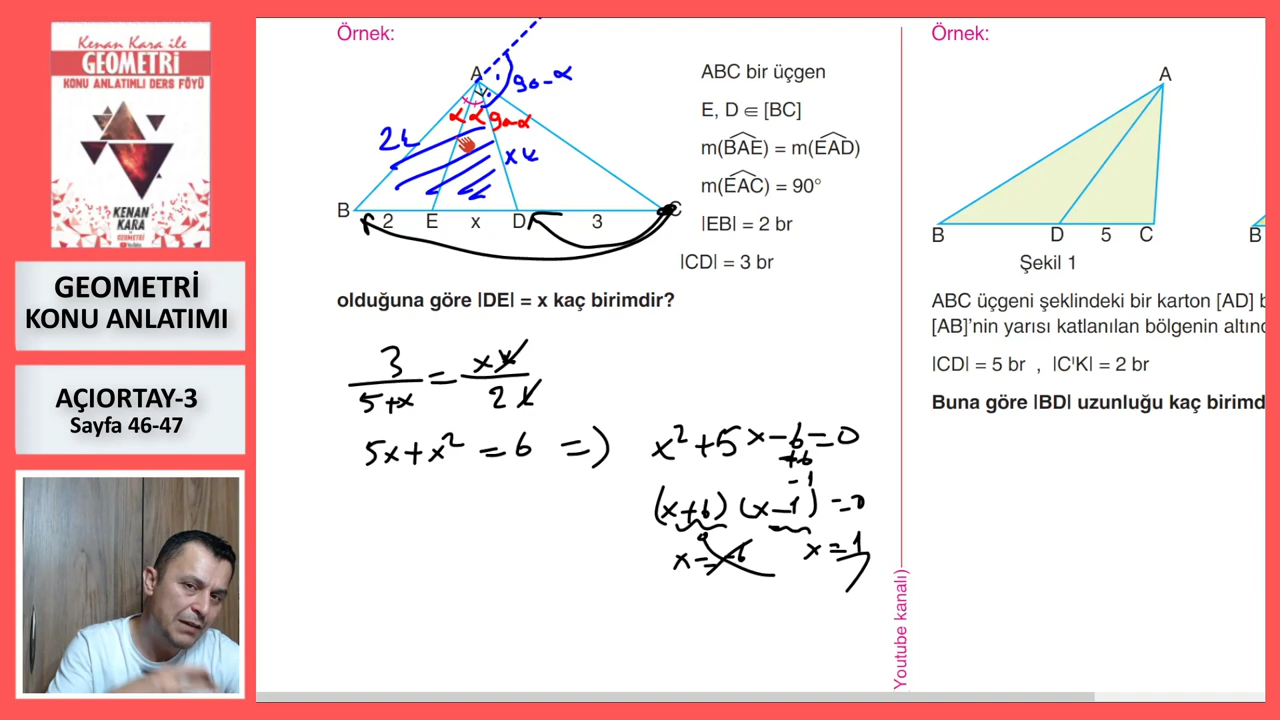 Kenan Kara ile
GEOMETRİ
KONU ANLATIMLI DERS FÖYÜ
KENAN
KARA
GEOMETRİ
KONU ANLATIMI
AÇIORTAY-3
Sayfa 46-47
Örnek:
A
90-α
α α 90-α
2k
xk
B 2 E x D 3 C
ABC bir üçgen
E, D ∈ [BC]
m(BAE) = m(EAD)
m(EAC) = 90°
|EB| = 2 br
|CD| = 3 br
olduğuna göre |DE| = x kaç birimdir?
3/(5+x) = xk/2k
5x+x² = 6 => x²+5x-6=0
+6
-1
(x+6) (x-1) =0
x=-6 x=1
Youtube kanalı)
Örnek:
A
B D 5 C B
Şekil 1
ABC üçgeni şeklindeki bir karton [AD] b
[AB]'nin yarısı katlanılan bölgenin altınd
|CD| = 5 br , |C'K| = 2 br
Buna göre |BD| uzunluğu kaç birimd